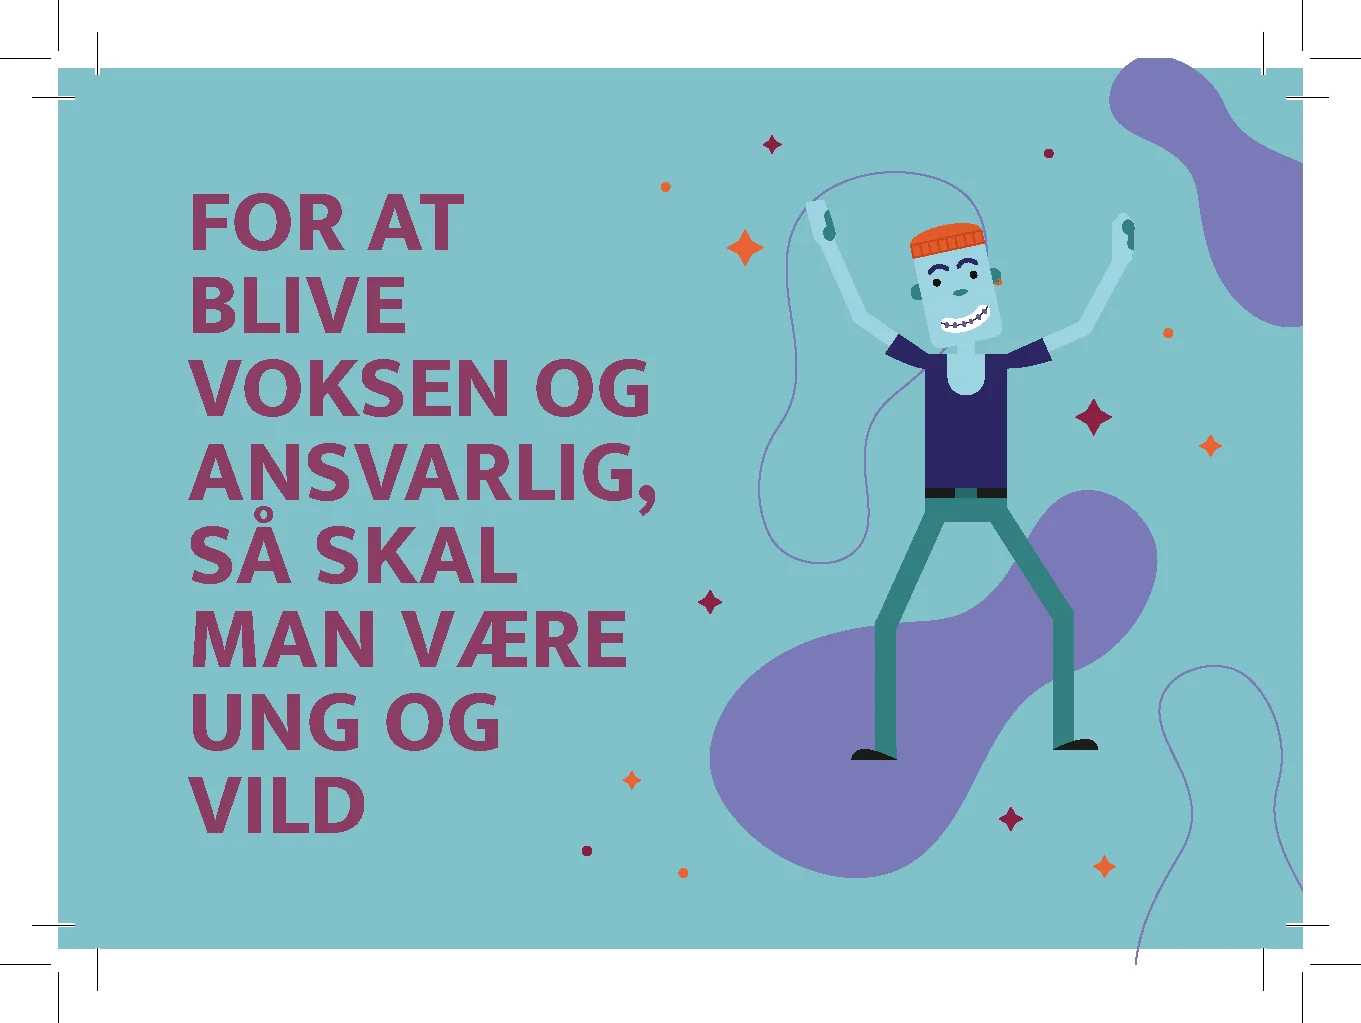 FOR AT
BLIVE
VOKSEN OG
ANSVARLIG,
SÅ SKAL
MAN VÆRE
UNG OG
VILD